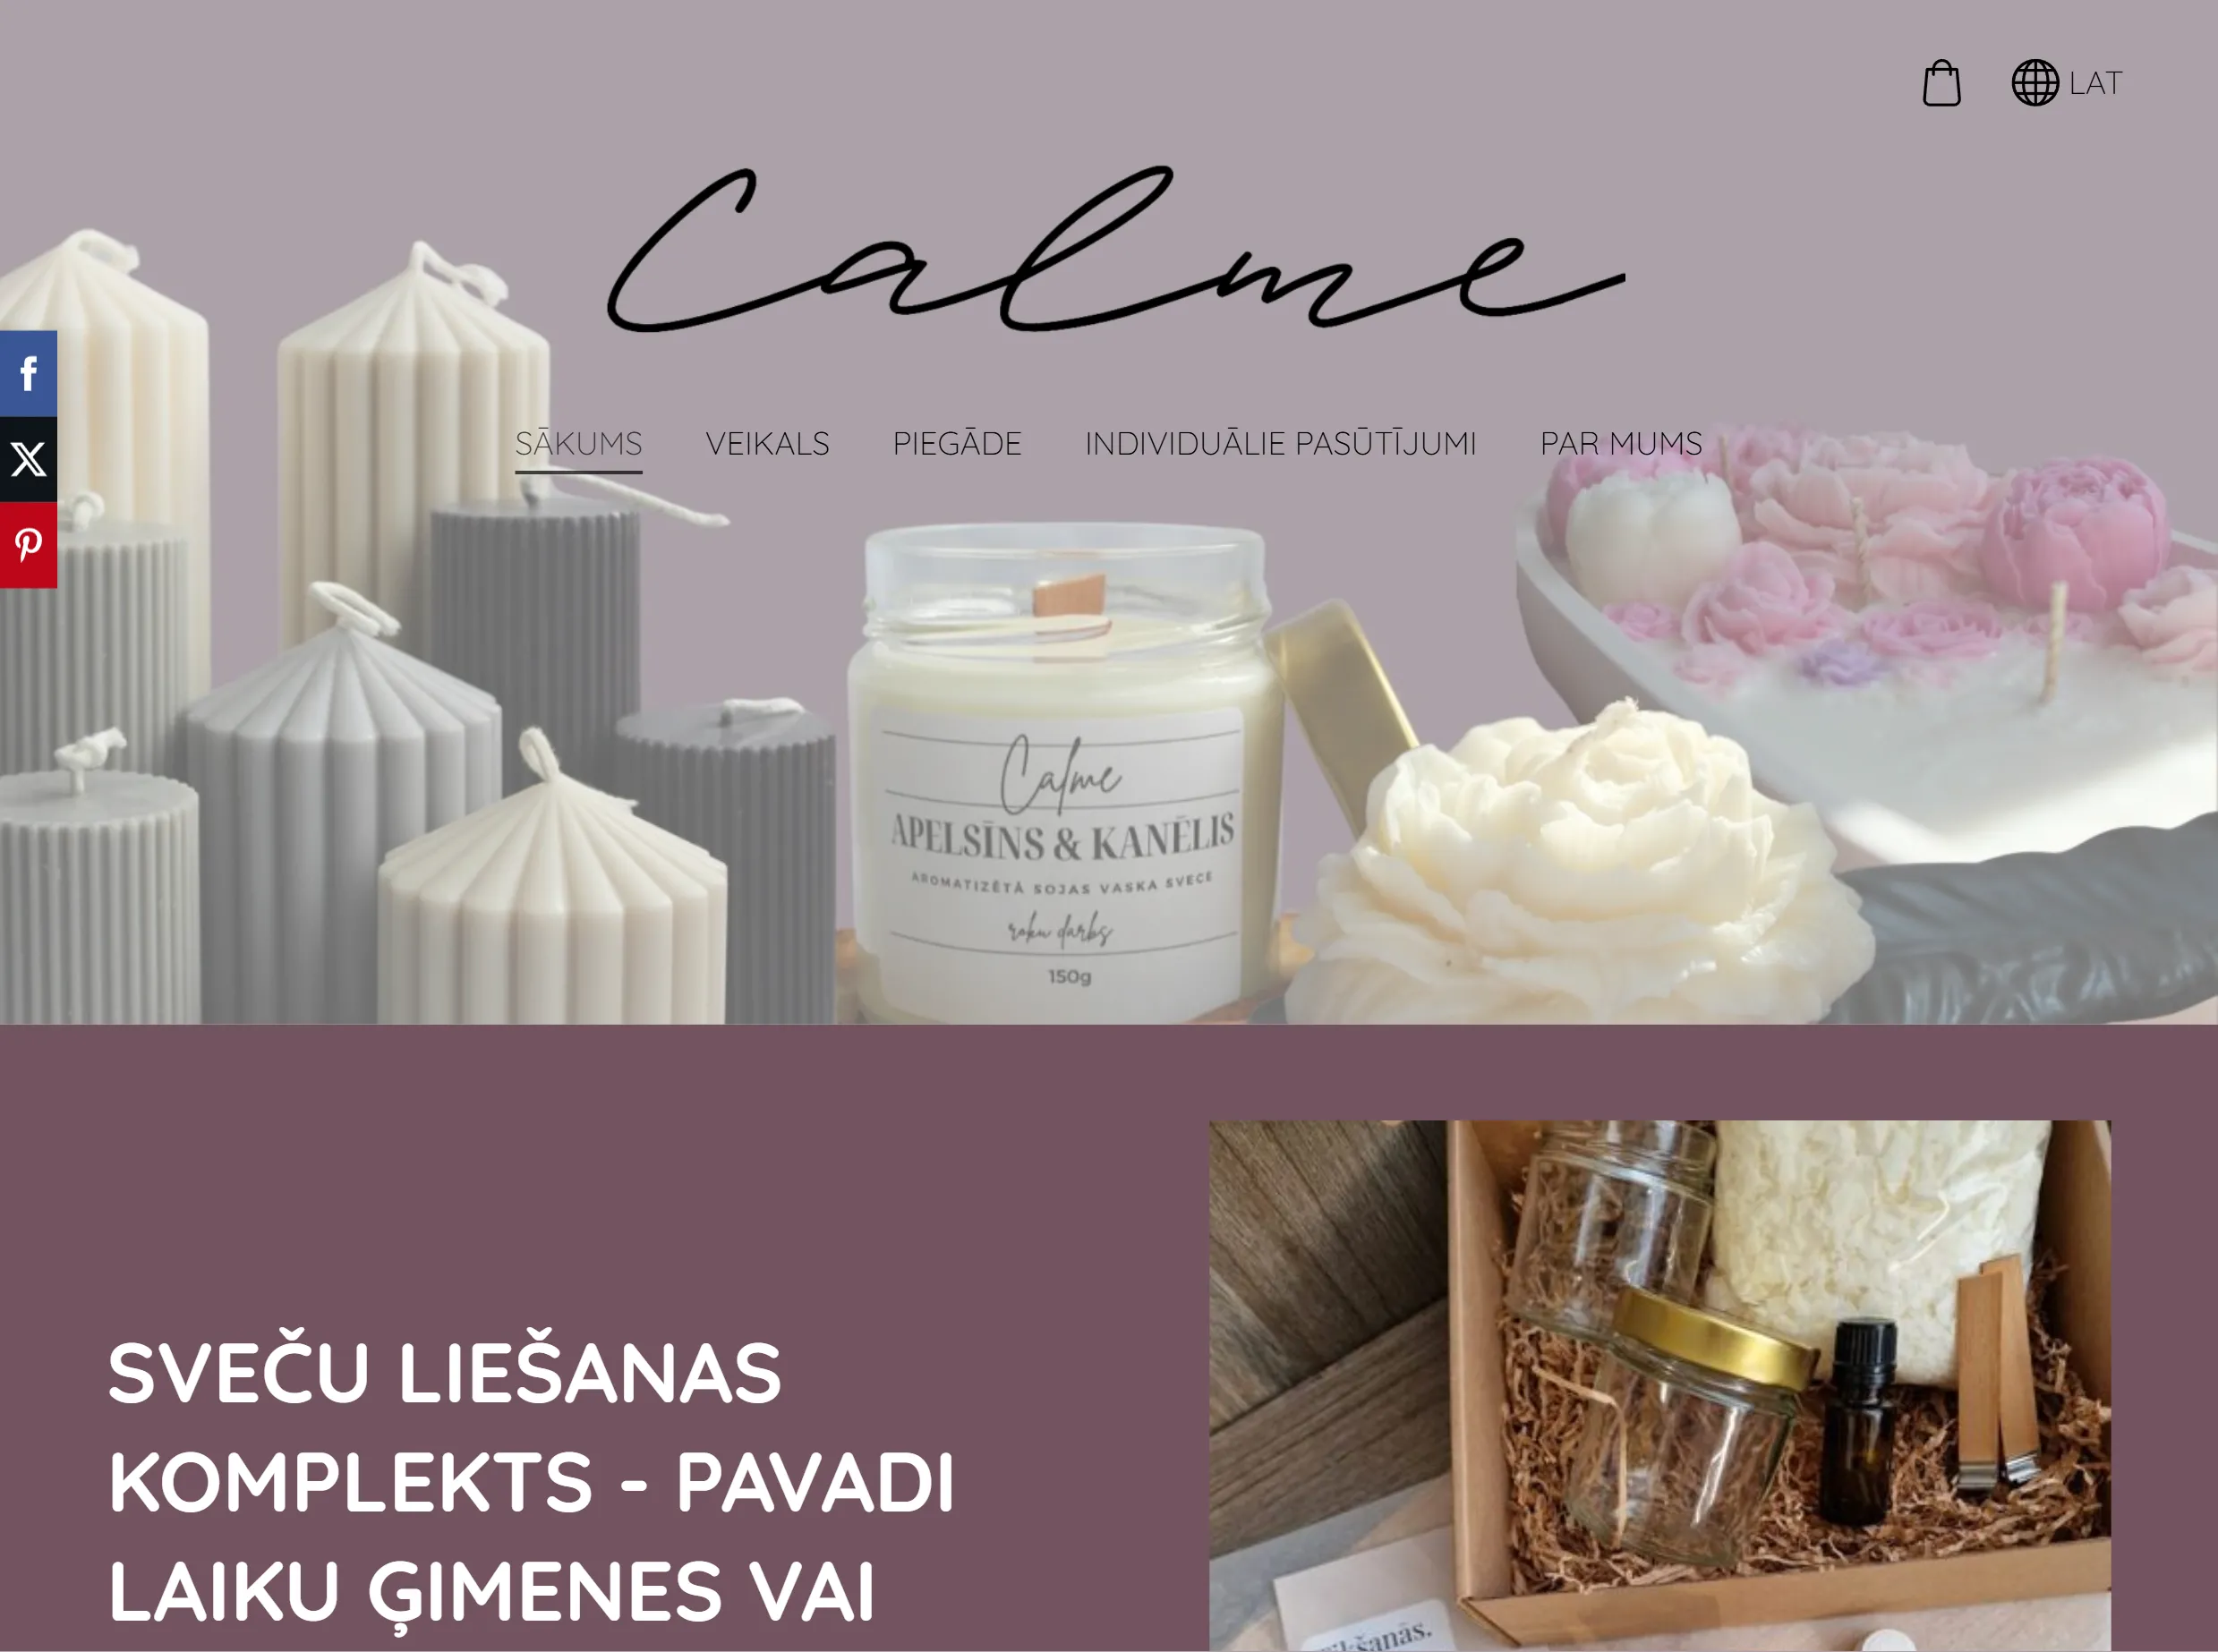 LAT
Calme
SĀKUMS VEIKALS PIEGĀDE INDIVIDUĀLIE PASŪTĪJUMI PAR MUMS
Calme
APELSĪNS & KANĒLIS
AROMATIZĒTĀ SOJAS VASKA SVECE
roku darbs
150g
SVEČU LIEŠANAS
KOMPLEKTS - PAVADI
LAIKU ĢIMENES VAI